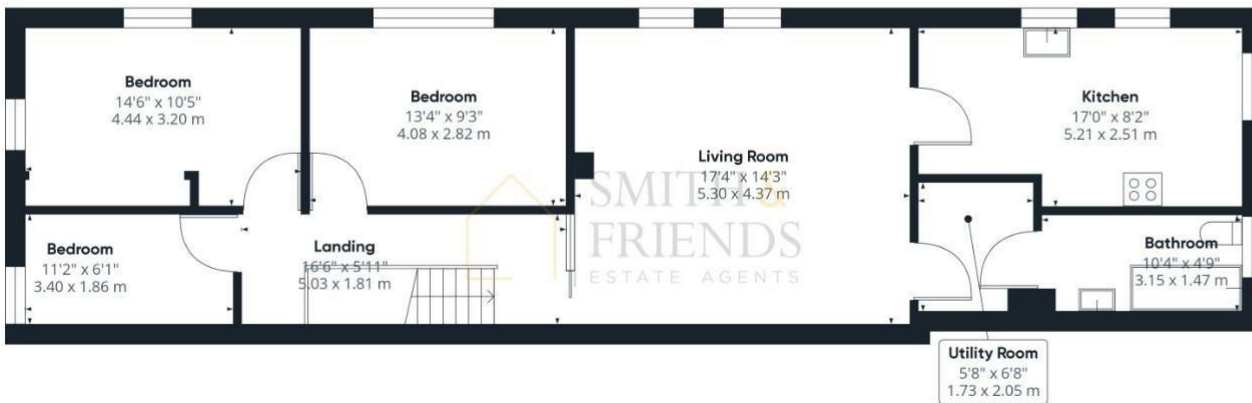 Bedroom
14'6" x 10'5"
4.44 x 3.20 m
Bedroom
13'4" x 9'3"
4.08 x 2.82 m
Living Room
17'4" x 14'3"
5.30 x 4.37 m
Kitchen
17'0" x 8'2"
5.21 x 2.51 m
SMITH &
FRIENDS
ESTATE AGENTS
Bedroom
11'2" x 6'1"
3.40 x 1.86 m
Landing
16'6" x 5'11"
5.03 x 1.81 m
Bathroom
10'4" x 4'9"
3.15 x 1.47 m
Utility Room
5'8" x 6'8"
1.73 x 2.05 m